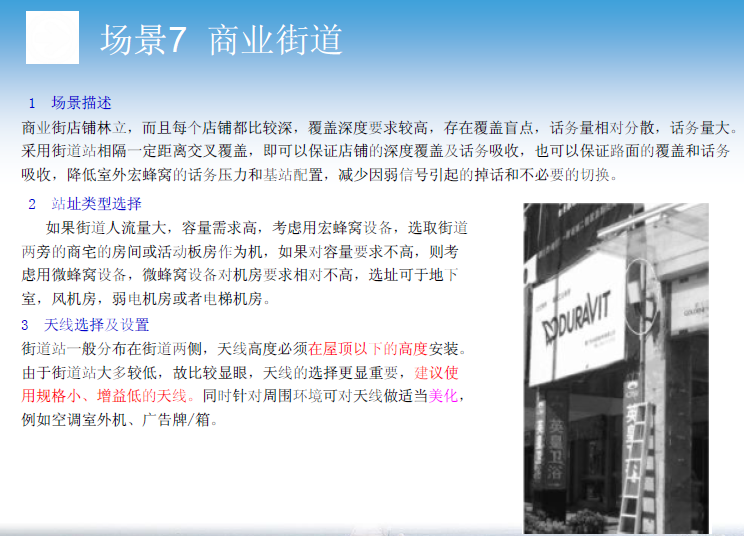 场景7 商业街道
1 场景描述
商业街店铺林立，而且每个店铺都比较深，覆盖深度要求较高，存在覆盖盲点，话务量相对分散，话务量大。
采用街道站相隔一定距离交叉覆盖，即可以保证店铺的深度覆盖及话务吸收，也可以保证路面的覆盖和话务
吸收，降低室外宏蜂窝的话务压力和基站配置，减少因弱信号引起的掉话和不必要的切换。
2 站址类型选择
如果街道人流量大，容量需求高，考虑用宏蜂窝设备，选取街道
两旁的商宅的房间或活动板房作为机，如果对容量要求不高，则考
虑用微蜂窝设备，微蜂窝设备对机房要求相对不高，选址可于地下
室，风机房，弱电机房或者电梯机房。
3 天线选择及设置
街道站一般分布在街道两侧，天线高度必须在屋顶以下的高度安装。
由于街道站大多较低，故比较显眼，天线的选择更显重要，建议使
用规格小、增益低的天线。同时针对周围环境可对天线做适当美化，
例如空调室外机、广告牌/箱。
DURAVIT
英皇卫浴
英皇卫浴